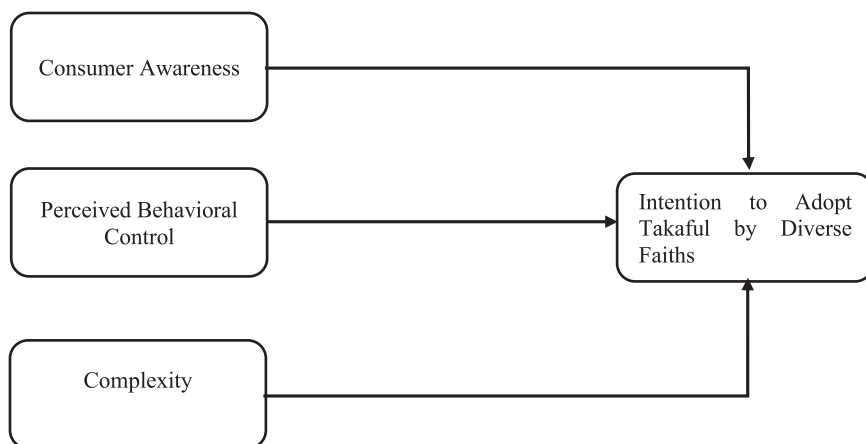 Consumer Awareness
Perceived Behavioral
Control
Intention to Adopt
Takaful by Diverse
Faiths
Complexity